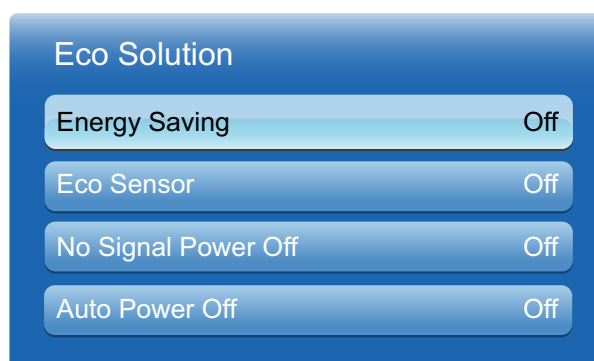 Eco Solution
Energy Saving Off
Eco Sensor Off
No Signal Power Off Off
Auto Power Off Off